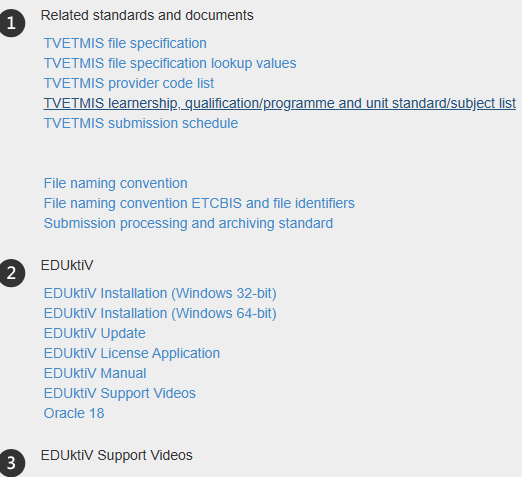 1 Related standards and documents
TVETMIS file specification
TVETMIS file specification lookup values
TVETMIS provider code list
TVETMIS learnership, qualification/programme and unit standard/subject list
TVETMIS submission schedule
File naming convention
File naming convention ETCBIS and file identifiers
Submission processing and archiving standard
2 EDUktiV
EDUktiV Installation (Windows 32-bit)
EDUktiV Installation (Windows 64-bit)
EDUktiV Update
EDUktiV License Application
EDUktiV Manual
EDUktiV Support Videos
Oracle 18
3 EDUktiV Support Videos